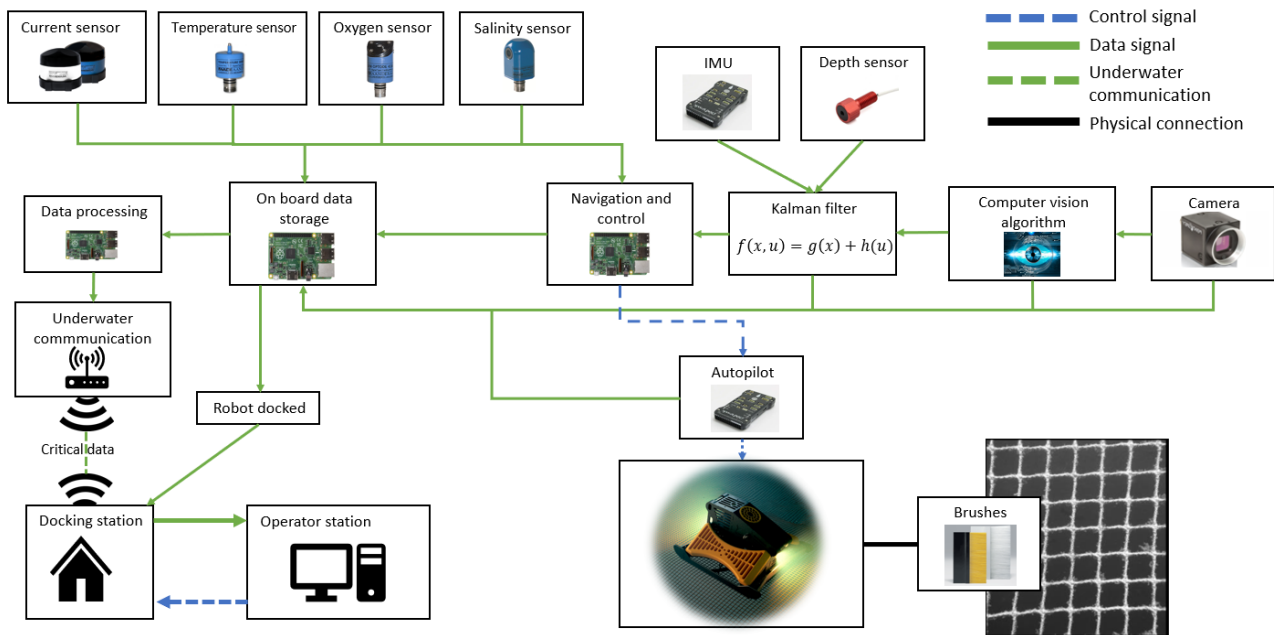 Current sensor
Temperature sensor
Oxygen sensor
Salinity sensor
IMU
Depth sensor
Control signal
Data signal
Underwater
communication
Physical connection
Data processing
On board data
storage
Navigation and
control
Kalman filter
f(x, u) = g(x) + h(u)
Computer vision
algorithm
Camera
Underwater
commmunication
Robot docked
Autopilot
Critical data
Docking station
Operator station
Brushes